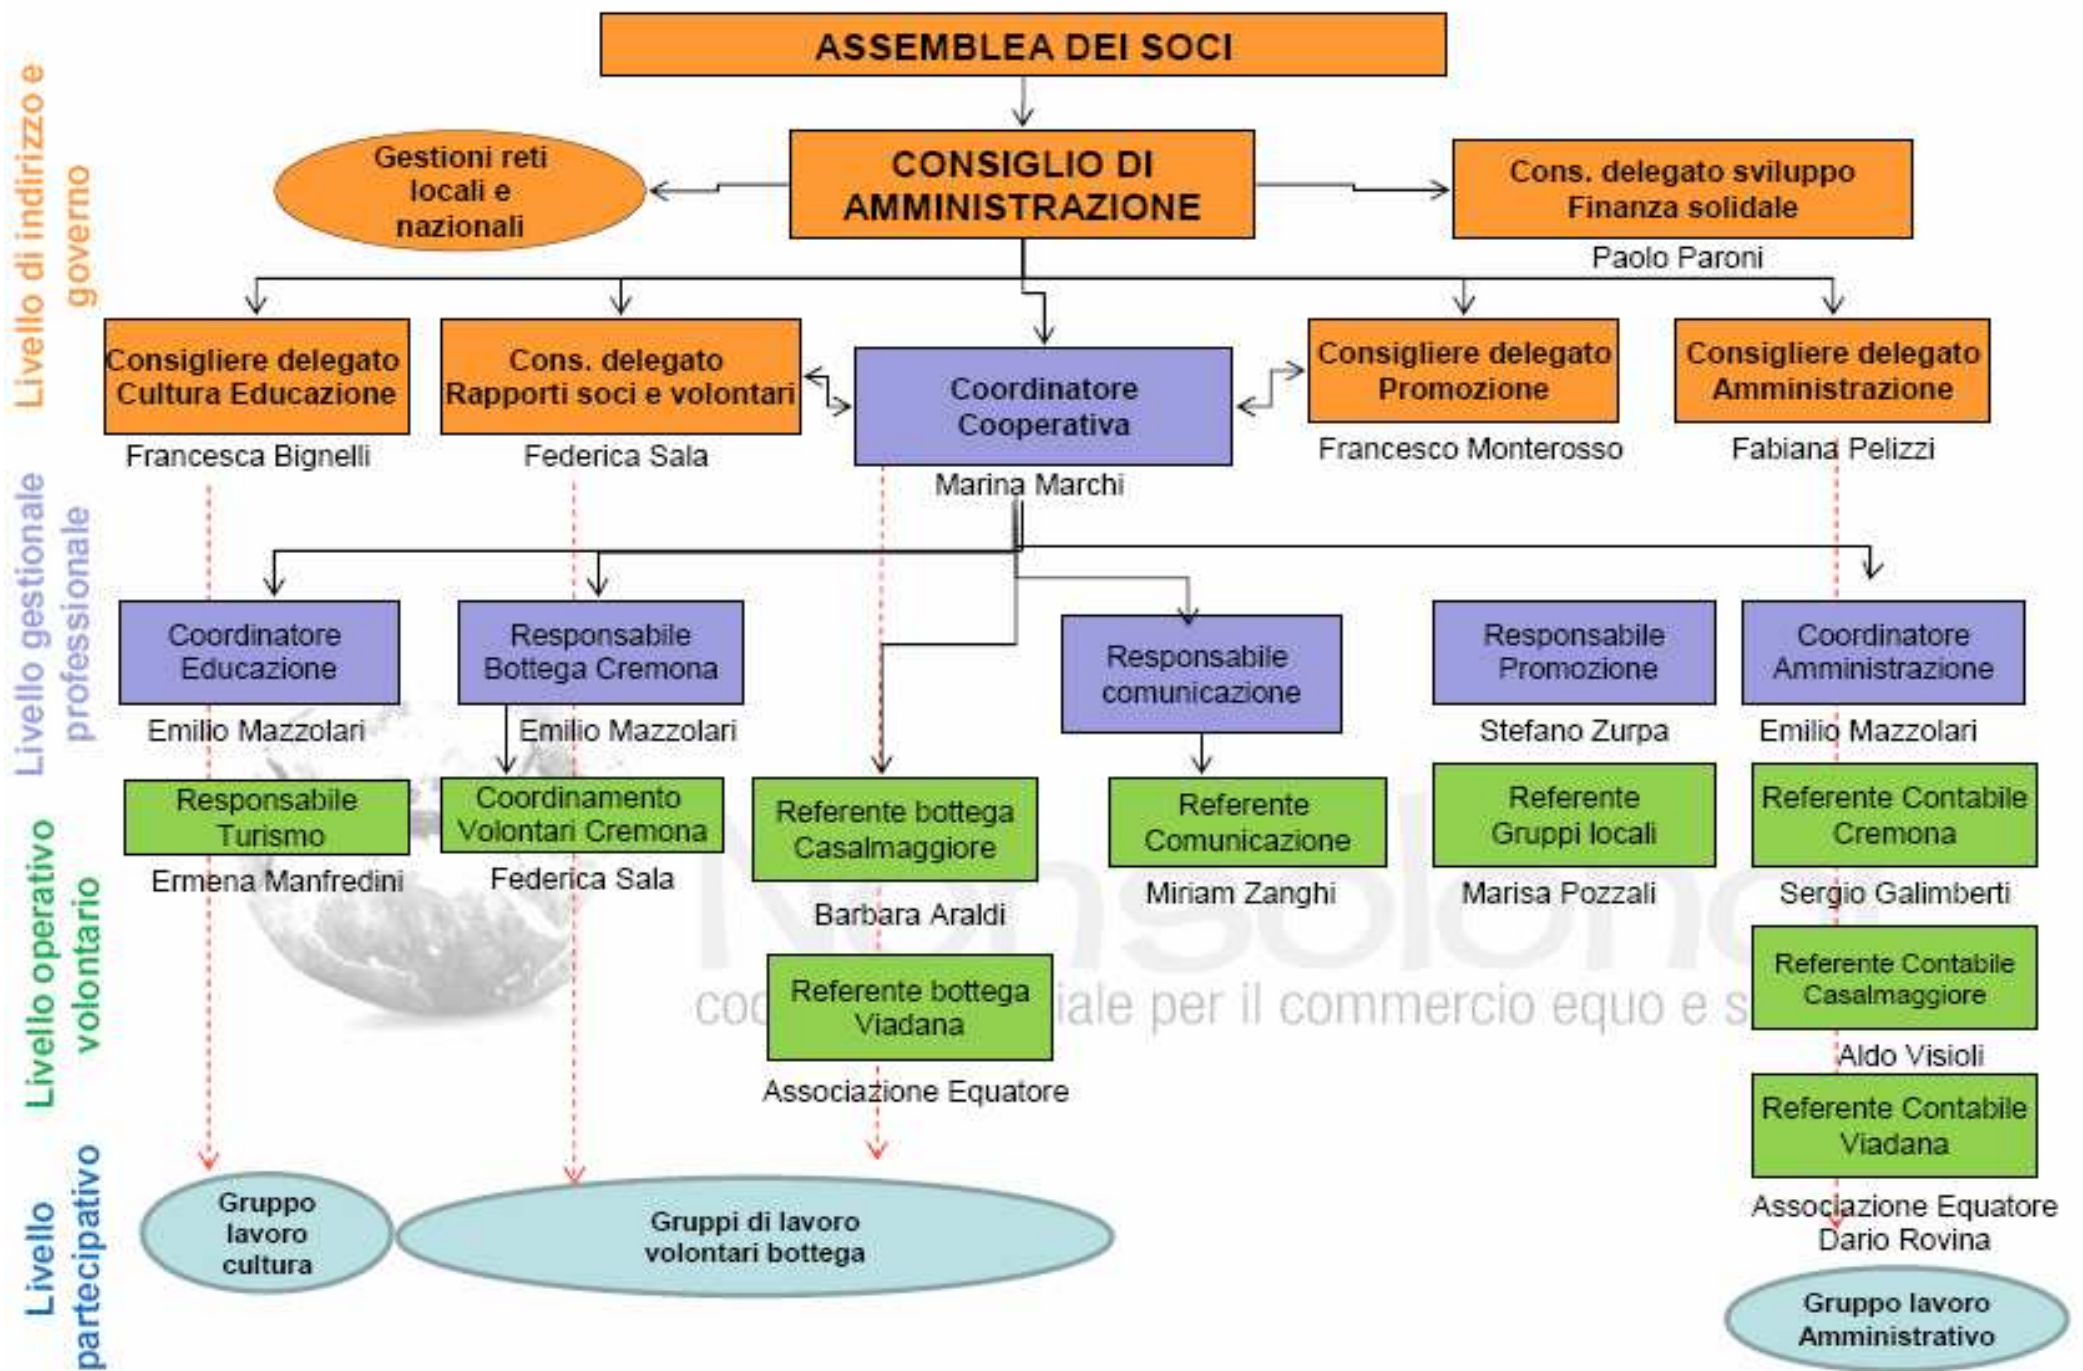 ASSEMBLEA DEI SOCI
Livello di indirizzo e
governo
Gestioni reti
locali e
nazionali
CONSIGLIO DI
AMMINISTRAZIONE
Cons. delegato sviluppo
Finanza solidale
Paolo Paroni
Consigliere delegato
Cultura Educazione
Francesca Bignelli
Cons. delegato
Rapporti soci e volontari
Federica Sala
Coordinatore
Cooperativa
Marina Marchi
Consigliere delegato
Promozione
Francesco Monterosso
Consigliere delegato
Amministrazione
Fabiana Pelizzi
Livello gestionale
professionale
Coordinatore
Educazione
Emilio Mazzolari
Responsabile
Bottega Cremona
Emilio Mazzolari
Responsabile
comunicazione
Responsabile
Promozione
Stefano Zurpa
Coordinatore
Amministrazione
Emilio Mazzolari
Livello operativo
volontario
Responsabile
Turismo
Ermena Manfredini
Coordinamento
Volontari Cremona
Federica Sala
Referente bottega
Casalmaggiore
Barbara Araldi
Referente bottega
Viadana
Associazione Equatore
Referente
Comunicazione
Miriam Zanghi
Referente
Gruppi locali
Marisa Pozzali
Referente Contabile
Cremona
Sergio Galimberti
Referente Contabile
Casalmaggiore
Aldo Visioli
Referente Contabile
Viadana
Associazione Equatore
Dario Rovina
per il commercio equo e
Livello
partecipativo
Gruppo
lavoro
cultura
Gruppi di lavoro
volontari bottega
Gruppo lavoro
Amministrativo